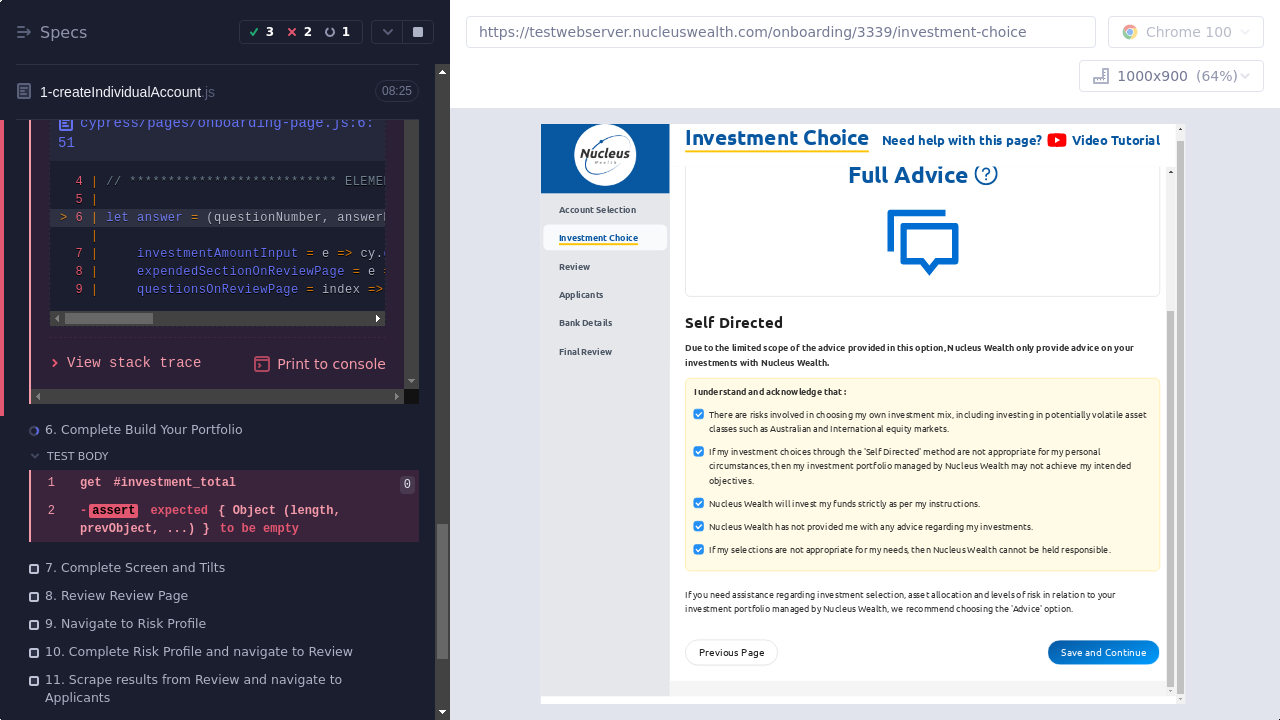 Specs
3
2
1
1-createIndividualAccount.js
08:25
cypress/pages/onboarding-page.js:6:
51
4 | // *************************** ELEME
5 |
> 6 | let answer = (questionNumber, answer
|
7 | investmentAmountInput = e => cy.
8 | expendedSectionOnReviewPage = e
9 | questionsOnReviewPage = index =>
View stack trace
Print to console
6. Complete Build Your Portfolio
TEST BODY
1 get #investment_total 0
2 -assert expected { Object (length,
prevObject, ...) } to be empty
7. Complete Screen and Tilts
8. Review Review Page
9. Navigate to Risk Profile
10. Complete Risk Profile and navigate to Review
11. Scrape results from Review and navigate to
Applicants
https://testwebserver.nucleuswealth.com/onboarding/3339/investment-choice
Chrome 100
1000x900 (64%)
Nucleus
Wealth
Account Selection
Investment Choice
Review
Applicants
Bank Details
Final Review
Investment Choice
Need help with this page? Video Tutorial
Full Advice ?
Self Directed
Due to the limited scope of the advice provided in this option, Nucleus Wealth only provide advice on your
investments with Nucleus Wealth.
I understand and acknowledge that :
There are risks involved in choosing my own investment mix, including investing in potentially volatile asset
classes such as Australian and International equity markets.
If my investment choices through the 'Self Directed' method are not appropriate for my personal
circumstances, then my investment portfolio managed by Nucleus Wealth may not achieve my intended
objectives.
Nucleus Wealth will invest my funds strictly as per my instructions.
Nucleus Wealth has not provided me with any advice regarding my investments.
If my selections are not appropriate for my needs, then Nucleus Wealth cannot be held responsible.
If you need assistance regarding investment selection, asset allocation and levels of risk in relation to your
investment portfolio managed by Nucleus Wealth, we recommend choosing the 'Advice' option.
Previous Page
Save and Continue